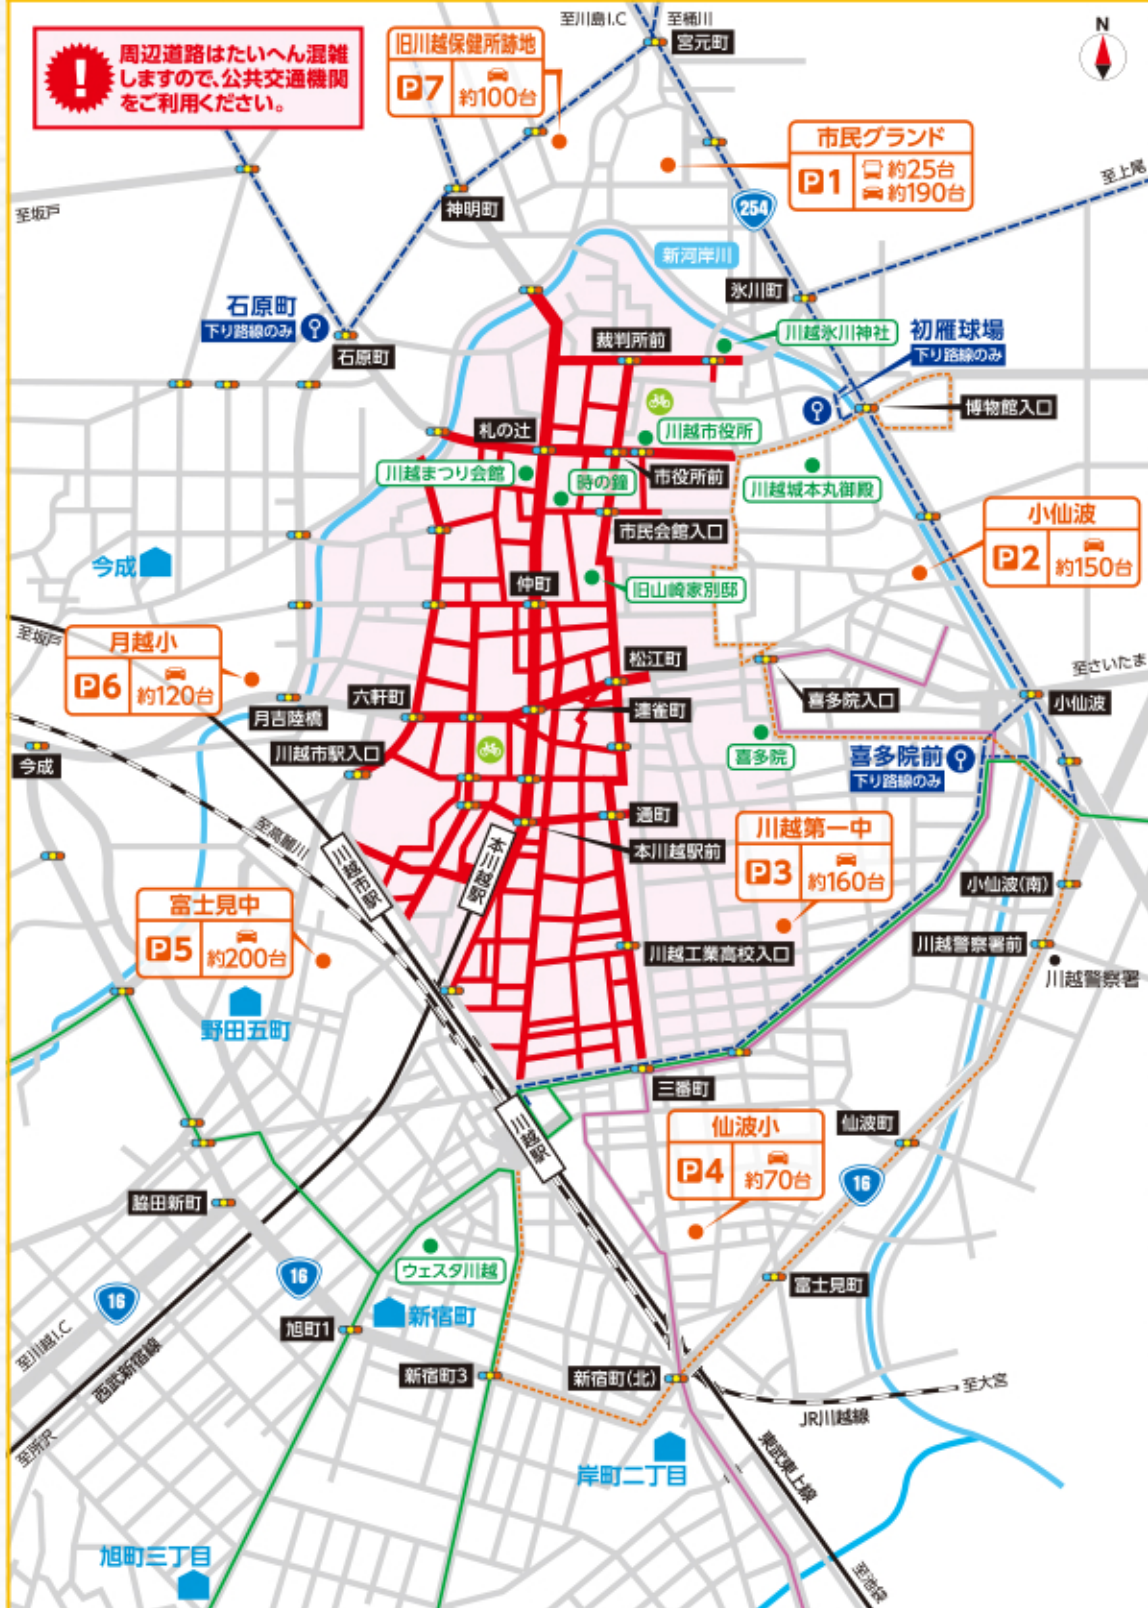 至川島I.C
至桶川
宮元町
N
周辺道路はたいへん混雑
しますので、公共交通機関
をご利用ください。
旧川越保健所跡地
P7
約100台
市民グランド
P1
約25台
約190台
至上尾
至坂戸
神明町
254
新河岸川
氷川町
石原町
下り路線のみ
石原町
裁判所前
川越氷川神社
初雁球場
下り路線のみ
博物館入口
札の辻
川越市役所
川越まつり会館
時の鐘
市役所前
川越城本丸御殿
市民会館入口
小仙波
P2
約150台
今成
仲町
旧山崎家別邸
至坂戸
月越小
P6
約120台
松江町
至さいたま
六軒町
喜多院入口
小仙波
月吉陸橋
連雀町
川越市駅入口
喜多院
喜多院前
下り路線のみ
今成
至高麗川
通町
川越市駅
本川越駅
本川越駅前
川越第一中
P3
約160台
小仙波(南)
富士見中
P5
約200台
川越工業高校入口
川越警察署前
川越警察署
野田五町
三番町
川越駅
仙波小
P4
約70台
仙波町
16
脇田新町
16
ウェスタ川越
富士見町
16
新宿町
旭町1
至川越I.C
西武新宿線
新宿町3
新宿町(北)
至大宮
JR川越線
至所沢
岸町二丁目
東武東上線
旭町三丁目
至池袋